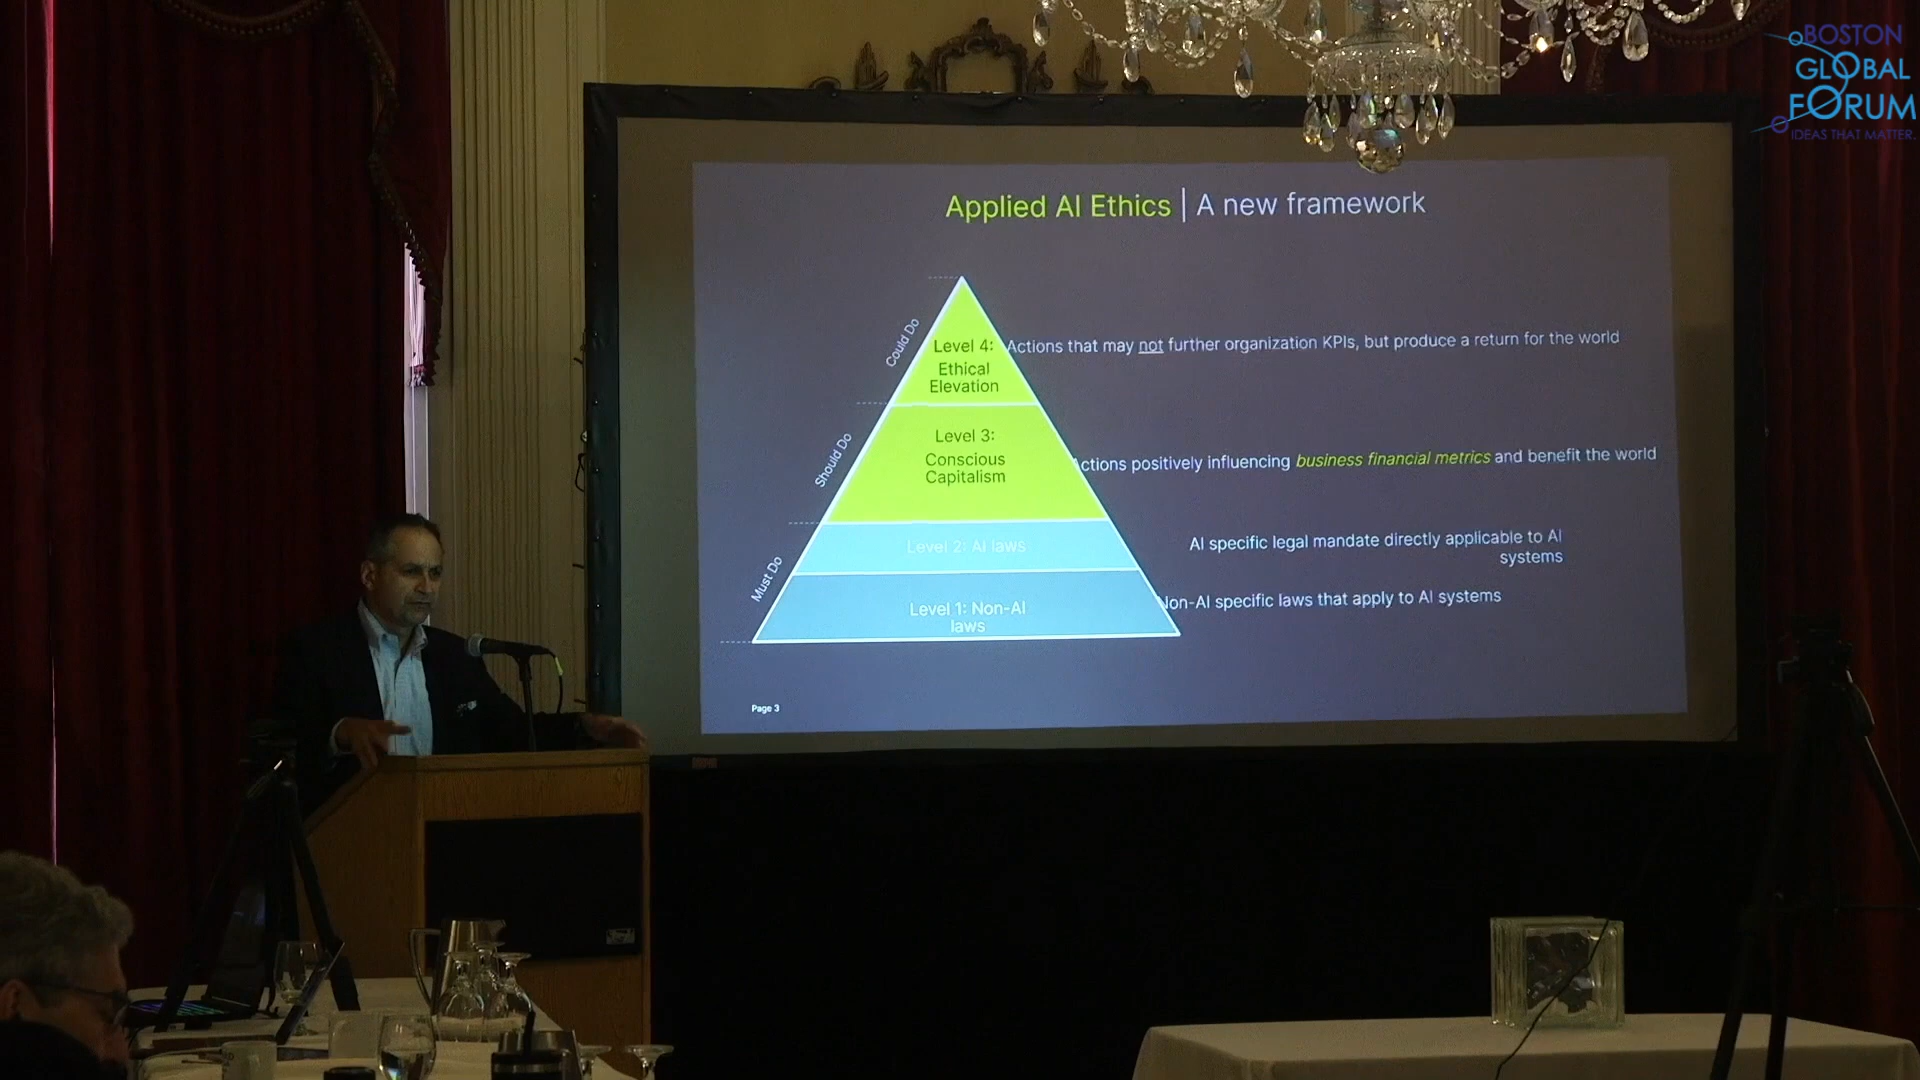 BOSTON
GLOBAL
FORUM
IDEAS THAT MATTER.
Applied AI Ethics | A new framework
Could Do
Level 4:
Ethical
Elevation
Actions that may not further organization KPIs, but produce a return for the world
Should Do
Level 3:
Conscious
Capitalism
Actions positively influencing business financial metrics and benefit the world
Must Do
Level 2: AI laws
AI specific legal mandate directly applicable to AI
systems
Level 1: Non-AI
laws
Non-AI specific laws that apply to AI systems
Page 3